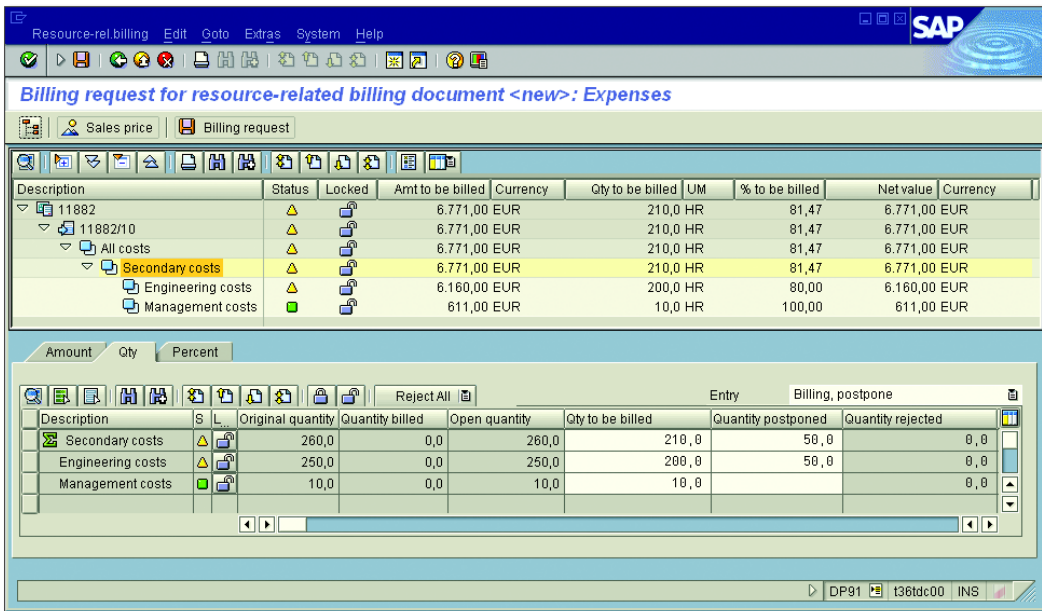 Resource-rel.billing Edit Goto Extras System Help
SAP
Billing request for resource-related billing document <new>: Expenses
Sales price Billing request
Description Status Locked Amt to be billed Currency Qty to be billed UM % to be billed Net value Currency
11882 6.771,00 EUR 210,0 HR 81,47 6.771,00 EUR
11882/10 6.771,00 EUR 210,0 HR 81,47 6.771,00 EUR
All costs 6.771,00 EUR 210,0 HR 81,47 6.771,00 EUR
Secondary costs 6.771,00 EUR 210,0 HR 81,47 6.771,00 EUR
Engineering costs 6.160,00 EUR 200,0 HR 80,00 6.160,00 EUR
Management costs 611,00 EUR 10,0 HR 100,00 611,00 EUR
Amount Qty Percent
Reject All Entry Billing, postpone
Description S L... Original quantity Quantity billed Open quantity Qty to be billed Quantity postponed Quantity rejected
Secondary costs 260,0 0,0 260,0 210,0 50,0 0,0
Engineering costs 250,0 0,0 250,0 200,0 50,0 0,0
Management costs 10,0 0,0 10,0 10,0 0,0
DP91 t36tdc00 INS